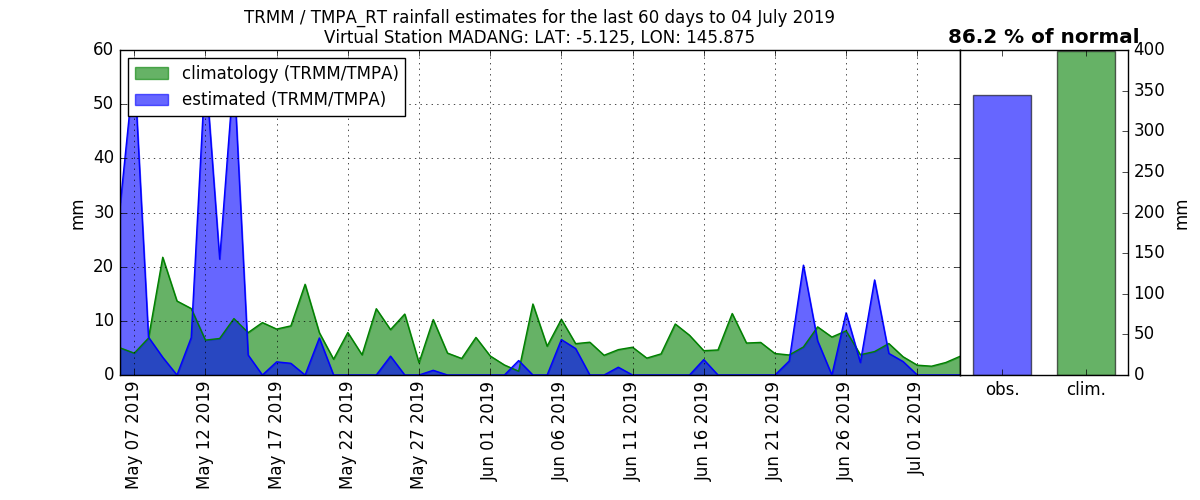 TRMM / TMPA_RT rainfall estimates for the last 60 days to 04 July 2019
Virtual Station MADANG: LAT: -5.125, LON: 145.875
86.2 % of normal
climatology (TRMM/TMPA)
estimated (TRMM/TMPA)
mm
60
50
40
30
20
10
0
May 07 2019
May 12 2019
May 17 2019
May 22 2019
May 27 2019
Jun 01 2019
Jun 06 2019
Jun 11 2019
Jun 16 2019
Jun 21 2019
Jun 26 2019
Jul 01 2019
obs.
clim.
400
350
300
250
200
150
100
50
0
mm